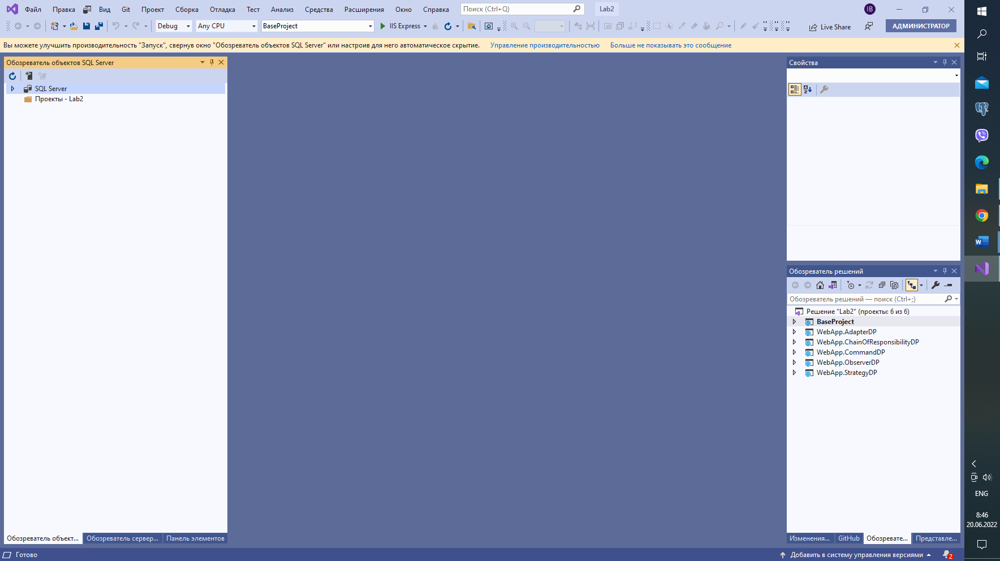 Файл Правка Вид Git Проект Сборка Отладка Тест Анализ Средства Расширения Окно Справка Поиск (Ctrl+Q) Lab2 IB
Debug Any CPU BaseProject IIS Express Live Share АДМИНИСТРАТОР
Вы можете улучшить производительность "Запуск", свернув окно "Обозреватель объектов SQL Server" или настроив для него автоматическое скрытие. Управление производительностью Больше не показывать это сообщение
Обозреватель объектов SQL Server
SQL Server
Проекты - Lab2
Обозреватель объект... Обозреватель сервер... Панель элементов
Свойства
Обозреватель решений
Обозреватель решений — поиск (Ctrl+;)
Решение "Lab2" (проекты: 6 из 6)
BaseProject
WebApp.AdapterDP
WebApp.ChainOfResponsibilityDP
WebApp.CommandDP
WebApp.ObserverDP
WebApp.StrategyDP
Изменения... GitHub Обозревате... Представле...
Готово
Добавить в систему управления версиями 2
ENG
8:46
20.06.2022